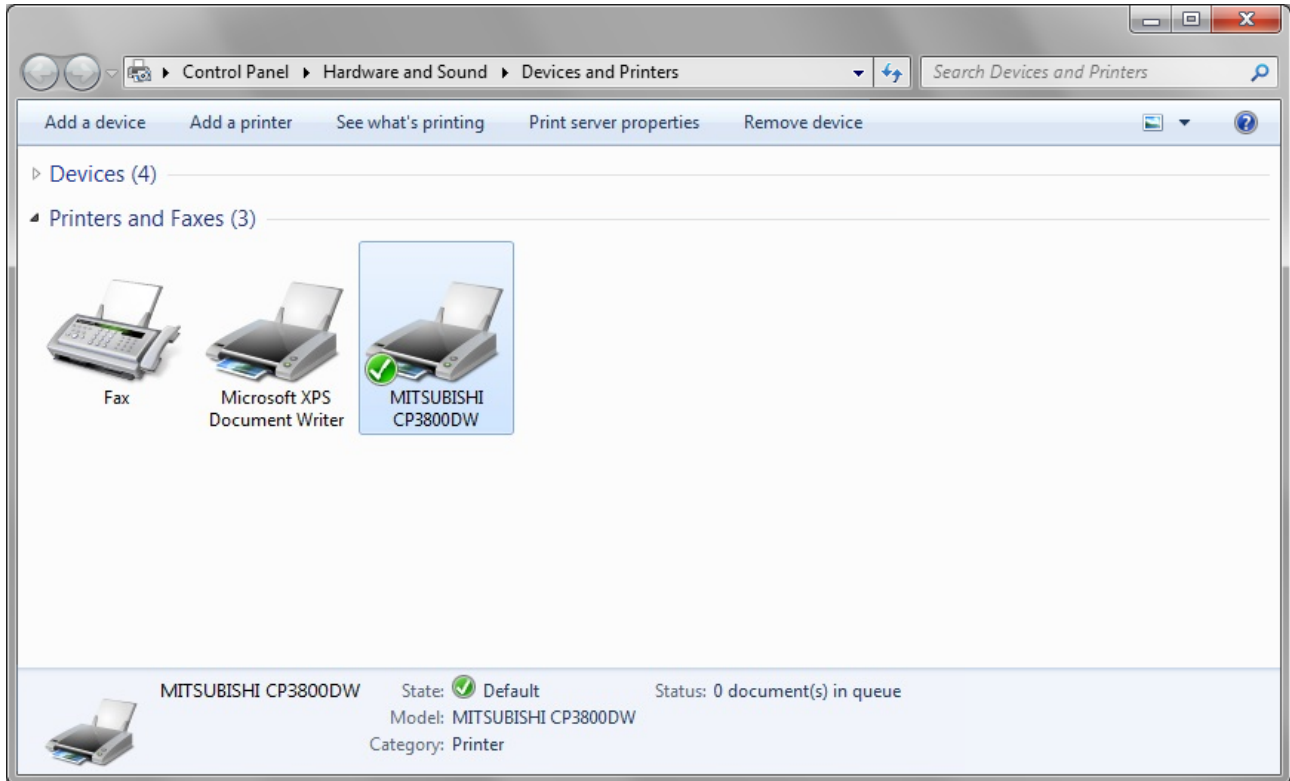 Control Panel Hardware and Sound Devices and Printers Search Devices and Printers
Add a device Add a printer See what's printing Print server properties Remove device
Devices (4)
Printers and Faxes (3)
Fax
Microsoft XPS
Document Writer
MITSUBISHI
CP3800DW
MITSUBISHI CP3800DW State: Default Status: 0 document(s) in queue
Model: MITSUBISHI CP3800DW
Category: Printer